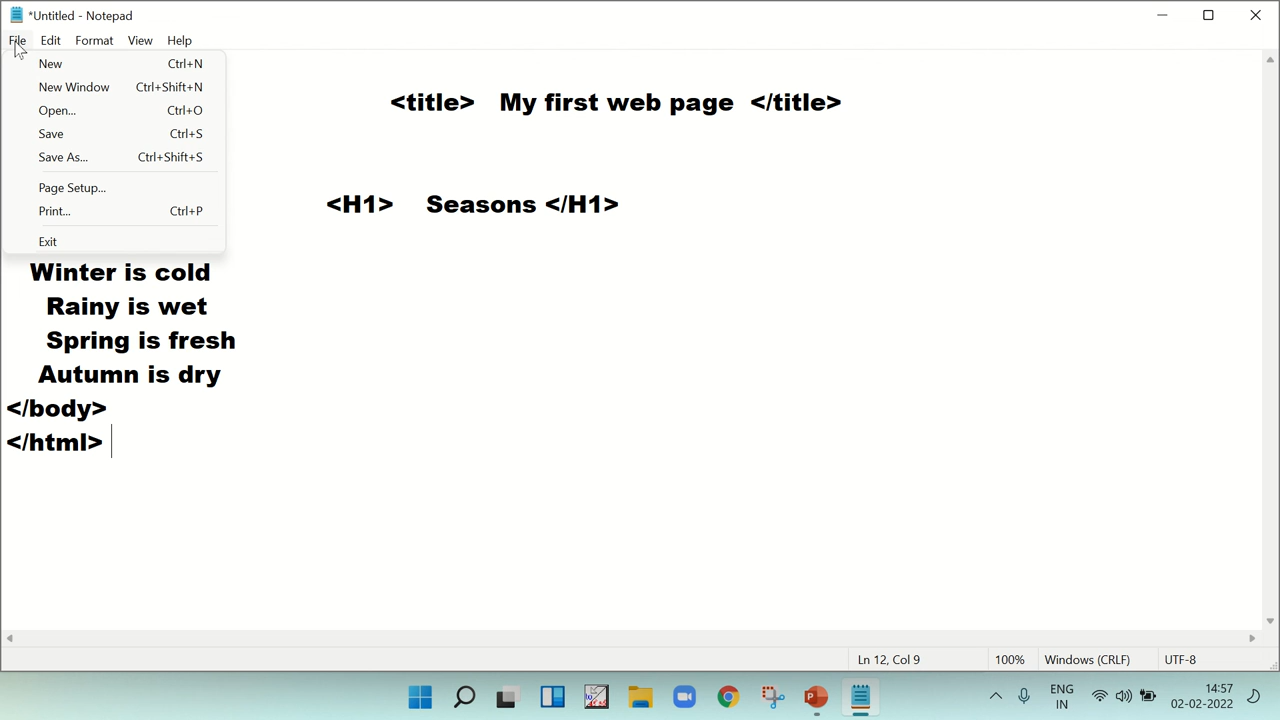 *Untitled - Notepad
File Edit Format View Help
New Ctrl+N
New Window Ctrl+Shift+N
Open... Ctrl+O
Save Ctrl+S
Save As... Ctrl+Shift+S
Page Setup...
Print... Ctrl+P
Exit
<title> My first web page </title>
<H1> Seasons </H1>
Winter is cold
Rainy is wet
Spring is fresh
Autumn is dry
</body>
</html>
Ln 12, Col 9 100% Windows (CRLF) UTF-8
ENG
IN
14:57
02-02-2022